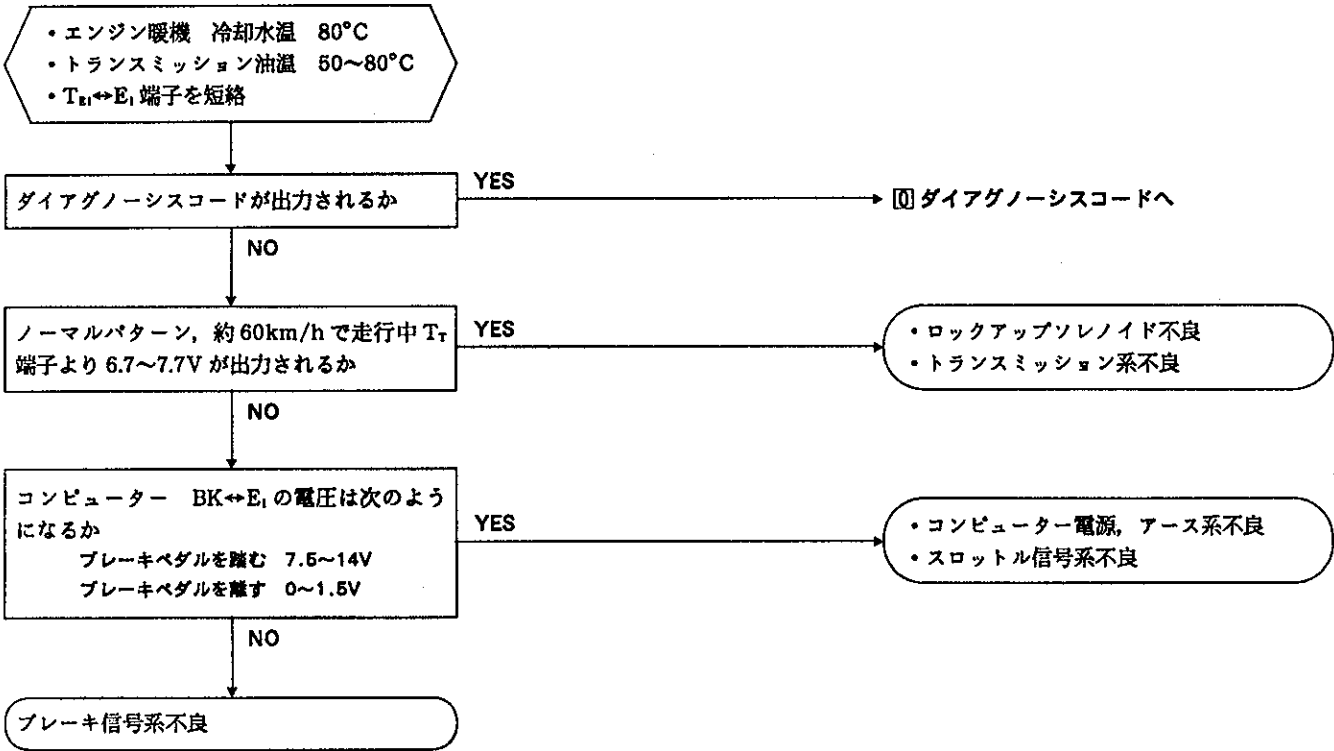 ・エンジン暖機 冷却水温 80°C
・トランスミッション油温 50〜80°C
・TE1↔E1 端子を短絡
ダイアグノーシスコードが出力されるか
YES
0 ダイアグノーシスコードへ
NO
ノーマルパターン, 約60km/hで走行中TT
端子より6.7〜7.7Vが出力されるか
YES
・ロックアップソレノイド不良
・トランスミッション系不良
NO
コンピューター BK↔E1の電圧は次のよう
になるか
ブレーキペダルを踏む 7.5〜14V
ブレーキペダルを離す 0〜1.5V
YES
・コンピューター電源, アース系不良
・スロットル信号系不良
NO
ブレーキ信号系不良